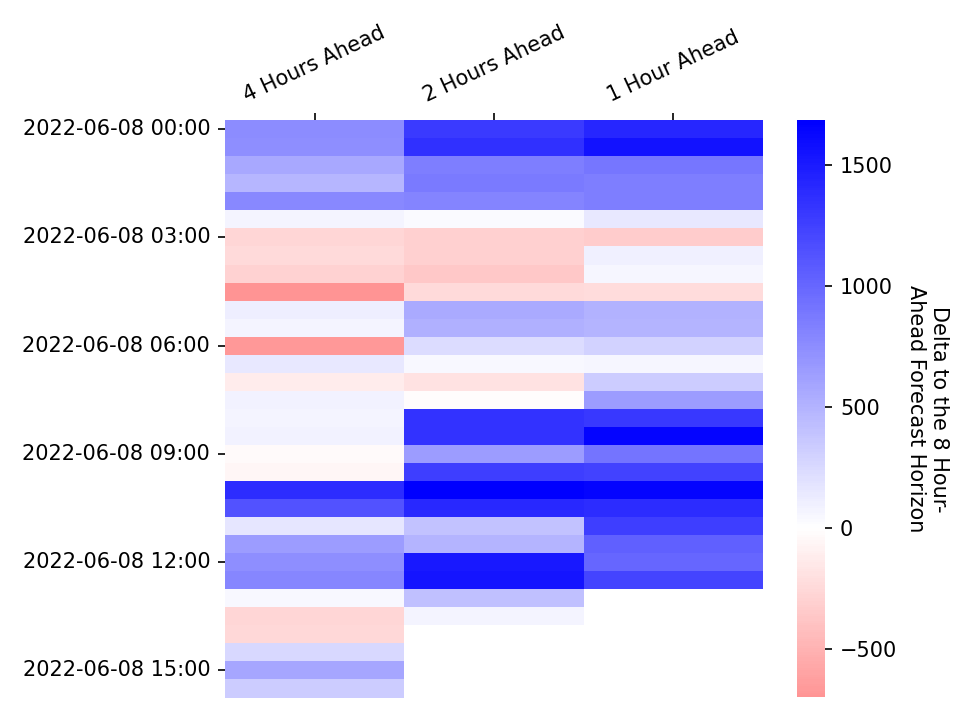 4 Hours Ahead
2 Hours Ahead
1 Hour Ahead
2022-06-08 00:00
2022-06-08 03:00
2022-06-08 06:00
2022-06-08 09:00
2022-06-08 12:00
2022-06-08 15:00
1500
1000
500
0
−500
Delta to the 8 Hour-
Ahead Forecast Horizon